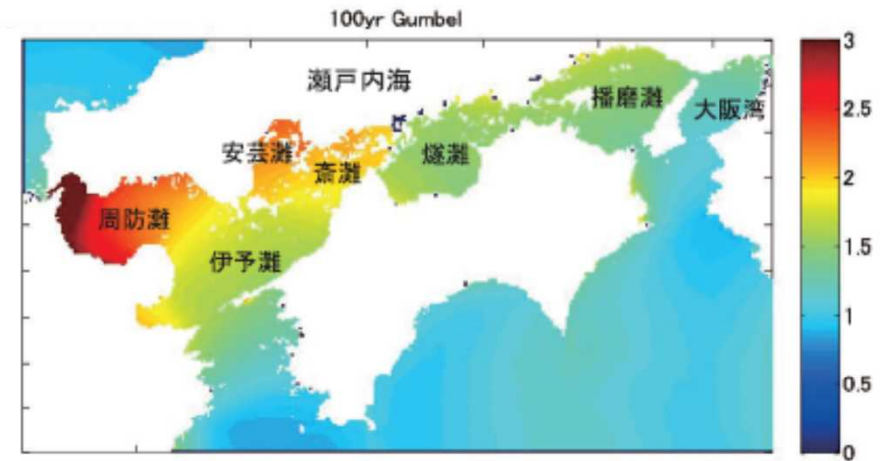 100yr Gumbel
瀬戸内海
播磨灘
大阪湾
安芸灘
斎灘
燧灘
周防灘
伊予灘
3
2.5
2
1.5
1
0.5
0